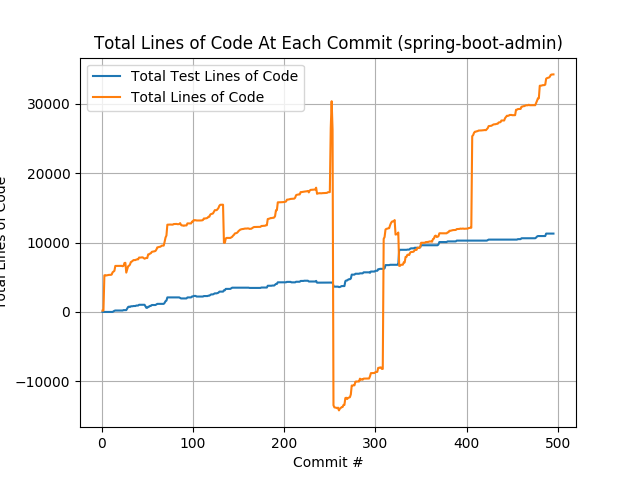 Total Lines of Code At Each Commit (spring-boot-admin)
Total Test Lines of Code
Total Lines of Code
30000
20000
10000
0
−10000
Total Lines of Code
0 100 200 300 400 500
Commit #